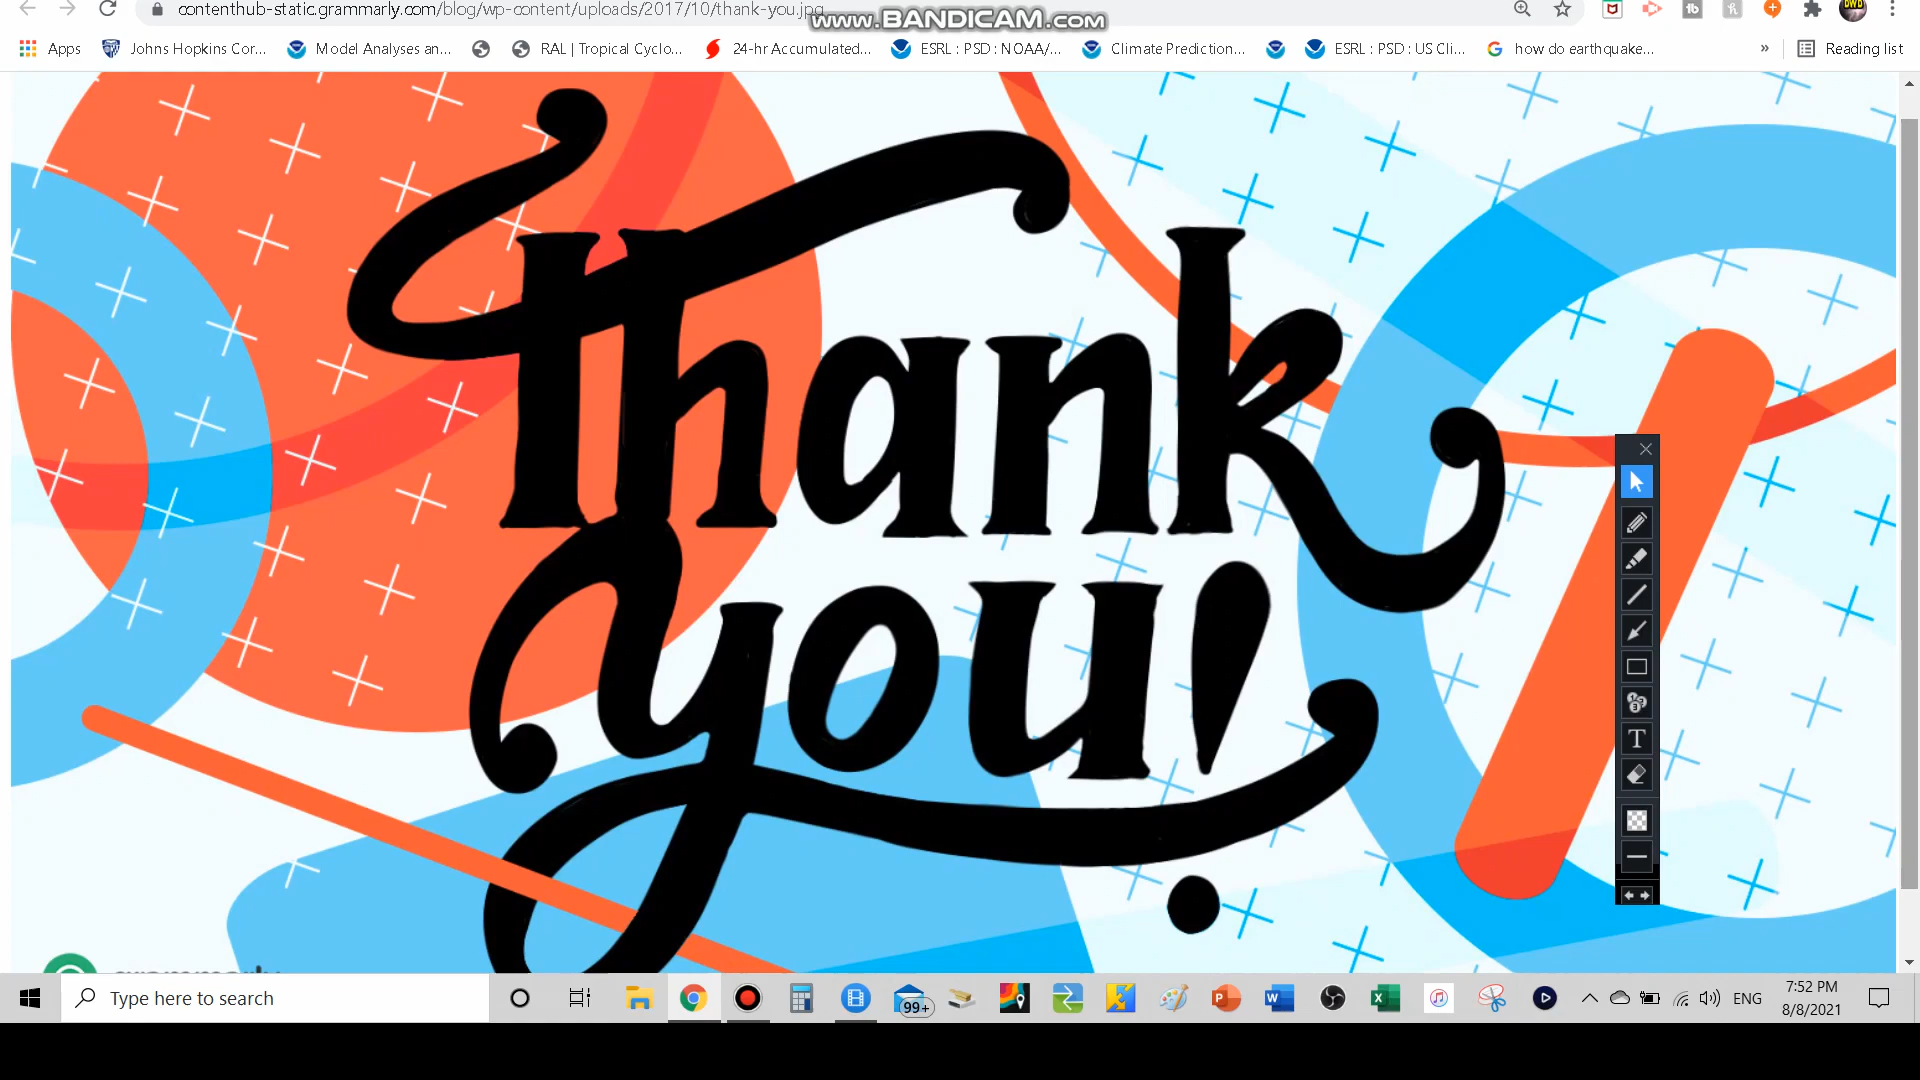 contenthub-static.grammarly.com/blog/wp-content/uploads/2017/10/thank-you.jpg
www.BANDICAM.com
Apps
Johns Hopkins Cor...
Model Analyses an...
RAL | Tropical Cyclo...
24-hr Accumulated...
ESRL : PSD : NOAA/...
Climate Prediction...
ESRL : PSD : US Cli...
how do earthquake...
»
Reading list
Thank
you!
T
grammarly
Type here to search
99+
ENG
7:52 PM
8/8/2021